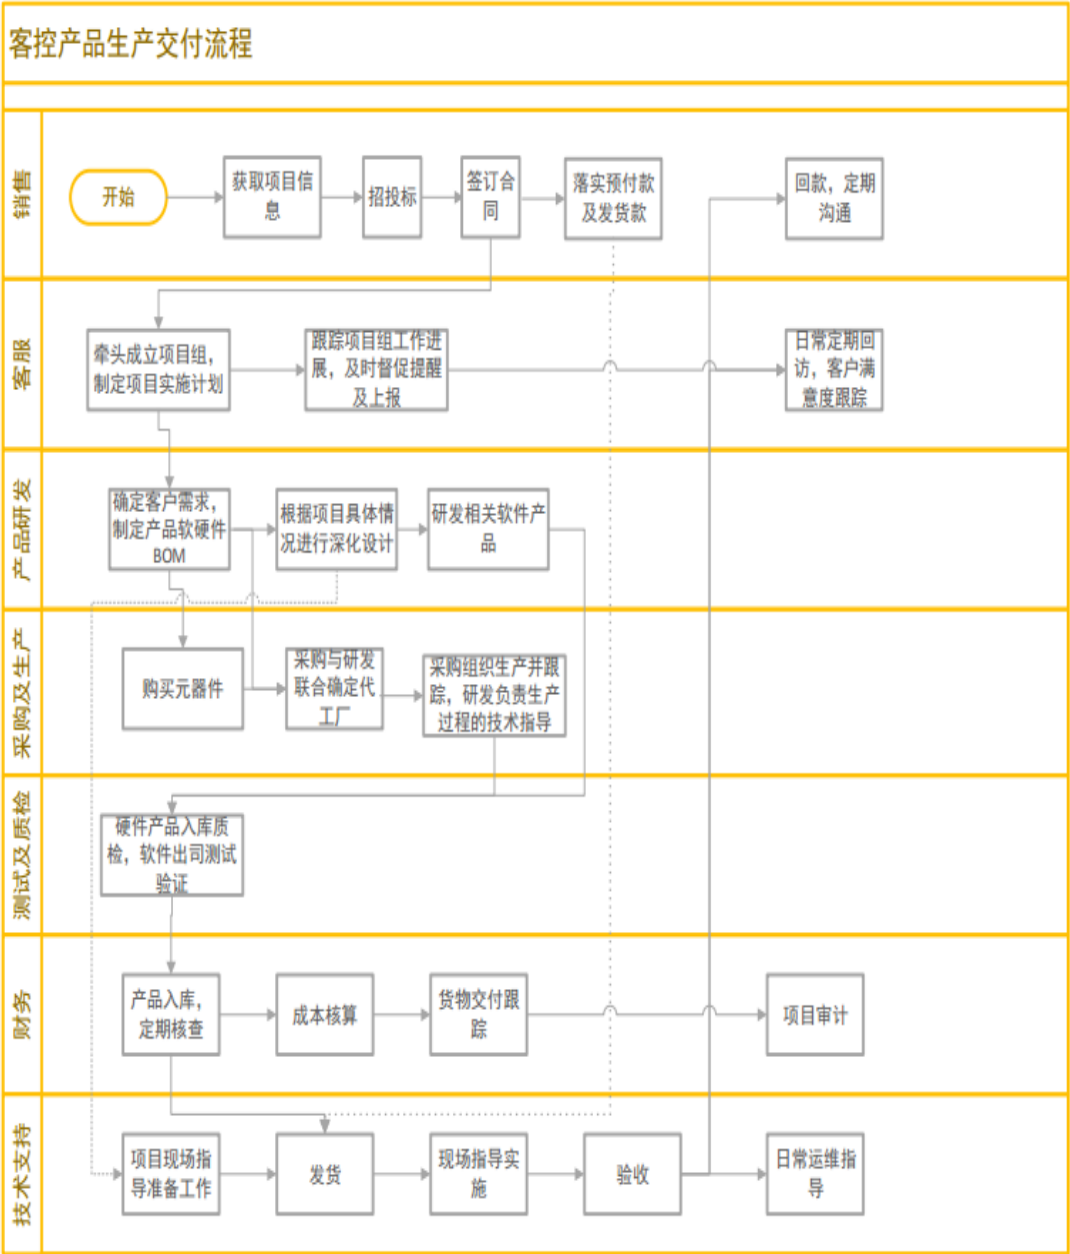 客控产品生产交付流程
销售
开始
获取项目信
息
招投标
签订合
同
落实预付款
及发货款
回款，定期
沟通
客服
牵头成立项目组，
制定项目实施计划
跟踪项目组工作进
展，及时督促提醒
及上报
日常定期回
访，客户满
意度跟踪
产品研发
确定客户需求，
制定产品软硬件
BOM
根据项目具体情
况进行深化设计
研发相关软件产
品
采购及生产
购买元器件
采购与研发
联合确定代
工厂
采购组织生产并跟
踪，研发负责生产
过程的技术指导
测试及质检
硬件产品入库质
检，软件出司测试
验证
财务
产品入库，
定期核查
成本核算
货物交付跟
踪
项目审计
技术支持
项目现场指
导准备工作
发货
现场指导实
施
验收
日常运维指
导